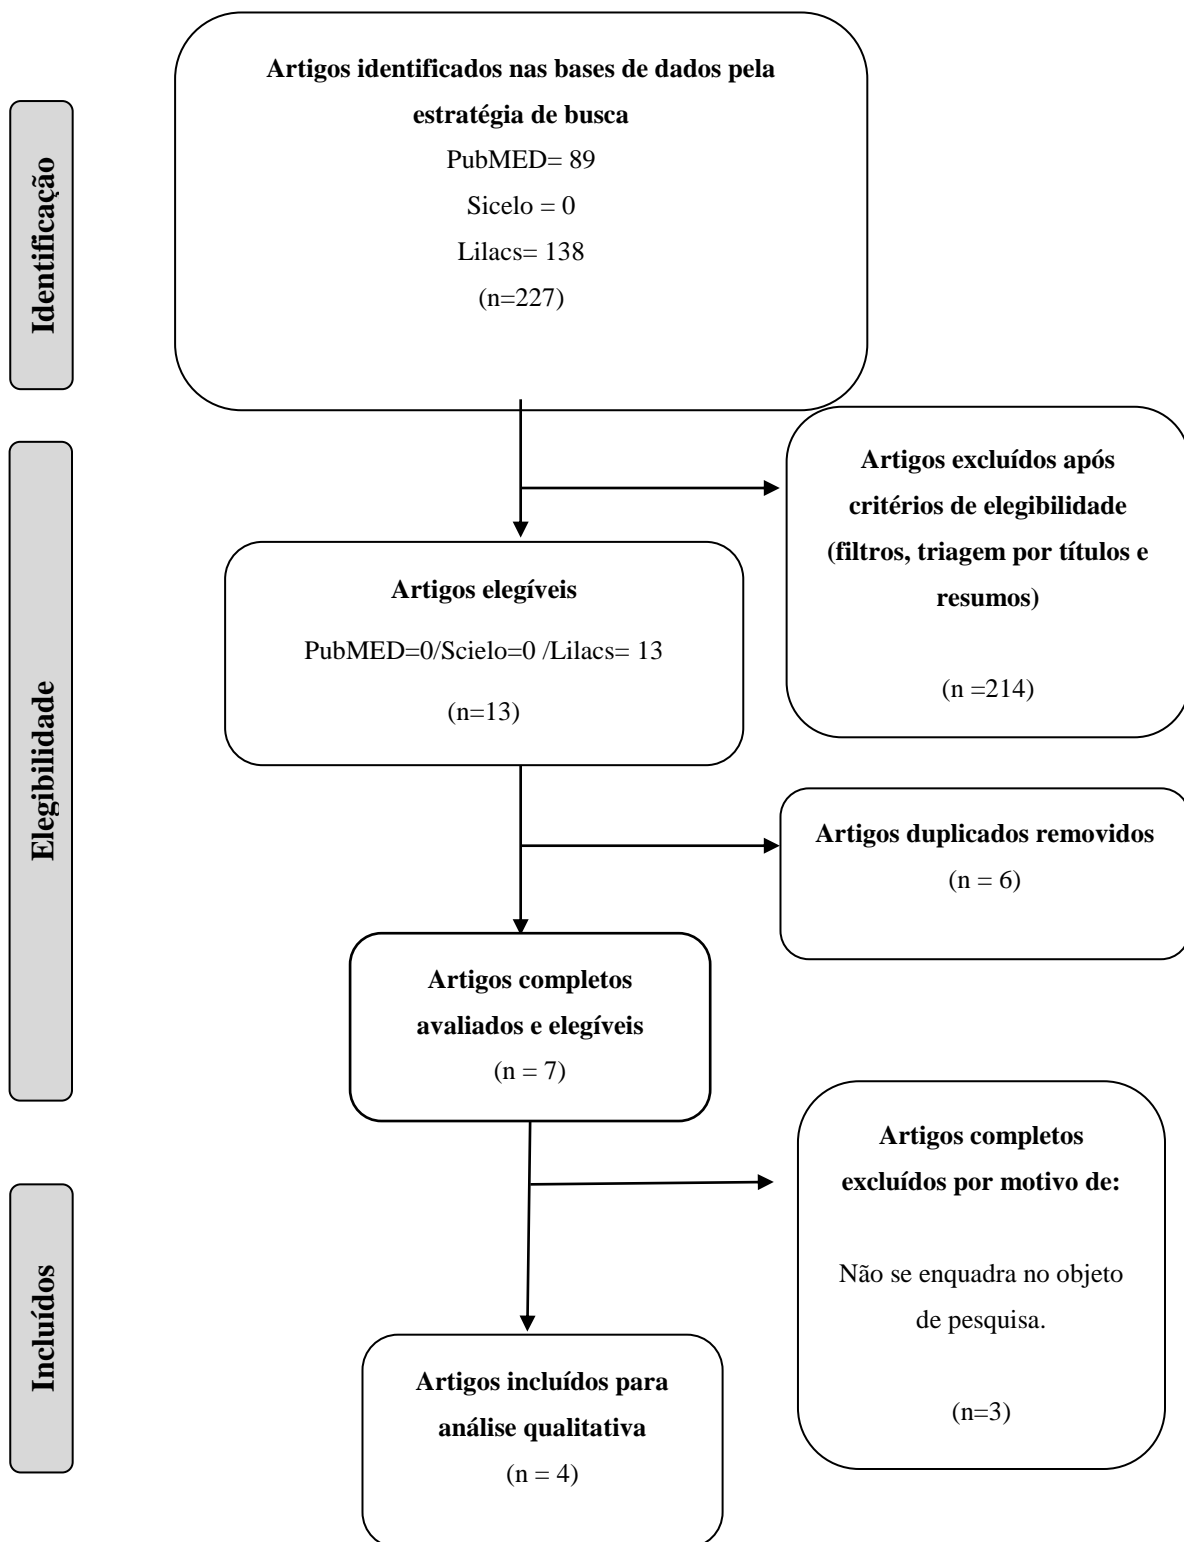 Identificação
Artigos identificados nas bases de dados pela
estratégia de busca
PubMED= 89
Sicelo = 0
Lilacs= 138
(n=227)
Elegibilidade
Artigos excluídos após
critérios de elegibilidade
(filtros, triagem por títulos e
resumos)
(n =214)
Artigos elegíveis
PubMED=0/Scielo=0 /Lilacs= 13
(n=13)
Artigos duplicados removidos
(n = 6)
Artigos completos
avaliados e elegíveis
(n = 7)
Incluídos
Artigos completos
excluídos por motivo de:
Não se enquadra no objeto
de pesquisa.
(n=3)
Artigos incluídos para
análise qualitativa
(n = 4)